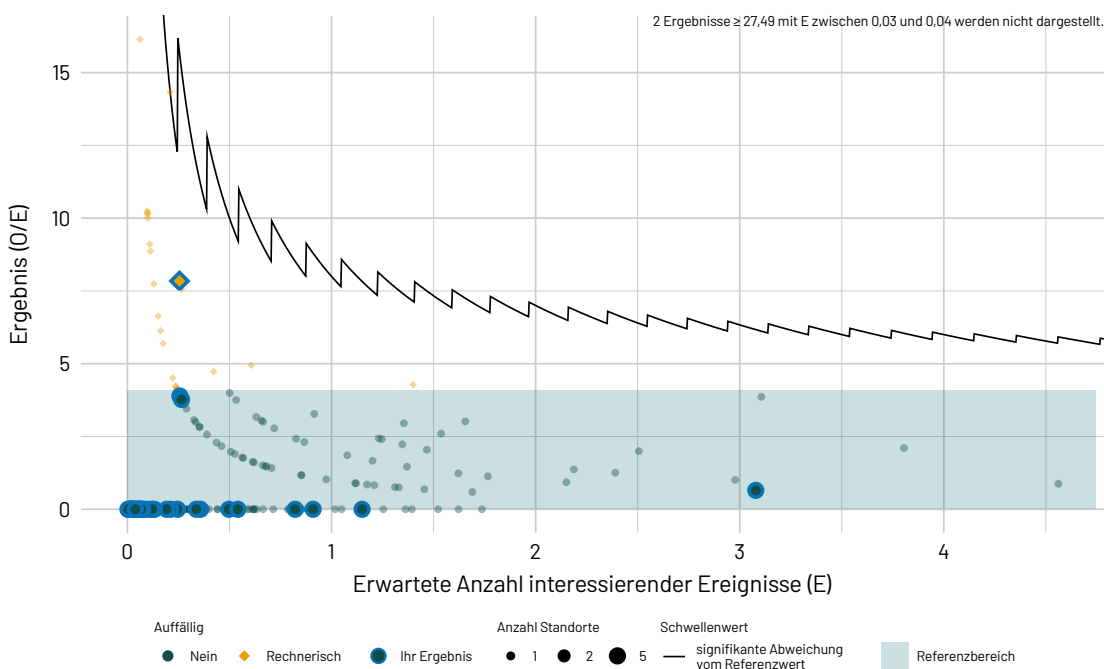 2 Ergebnisse ≥ 27,49 mit E zwischen 0,03 und 0,04 werden nicht dargestellt.
Ergebnis (O/E)
15
10
5
0
0 1 2 3 4
Erwartete Anzahl interessierender Ereignisse (E)
Auffällig
Nein
Rechnerisch
Ihr Ergebnis
Anzahl Standorte
1
2
5
Schwellenwert
signifikante Abweichung
vom Referenzwert
Referenzbereich